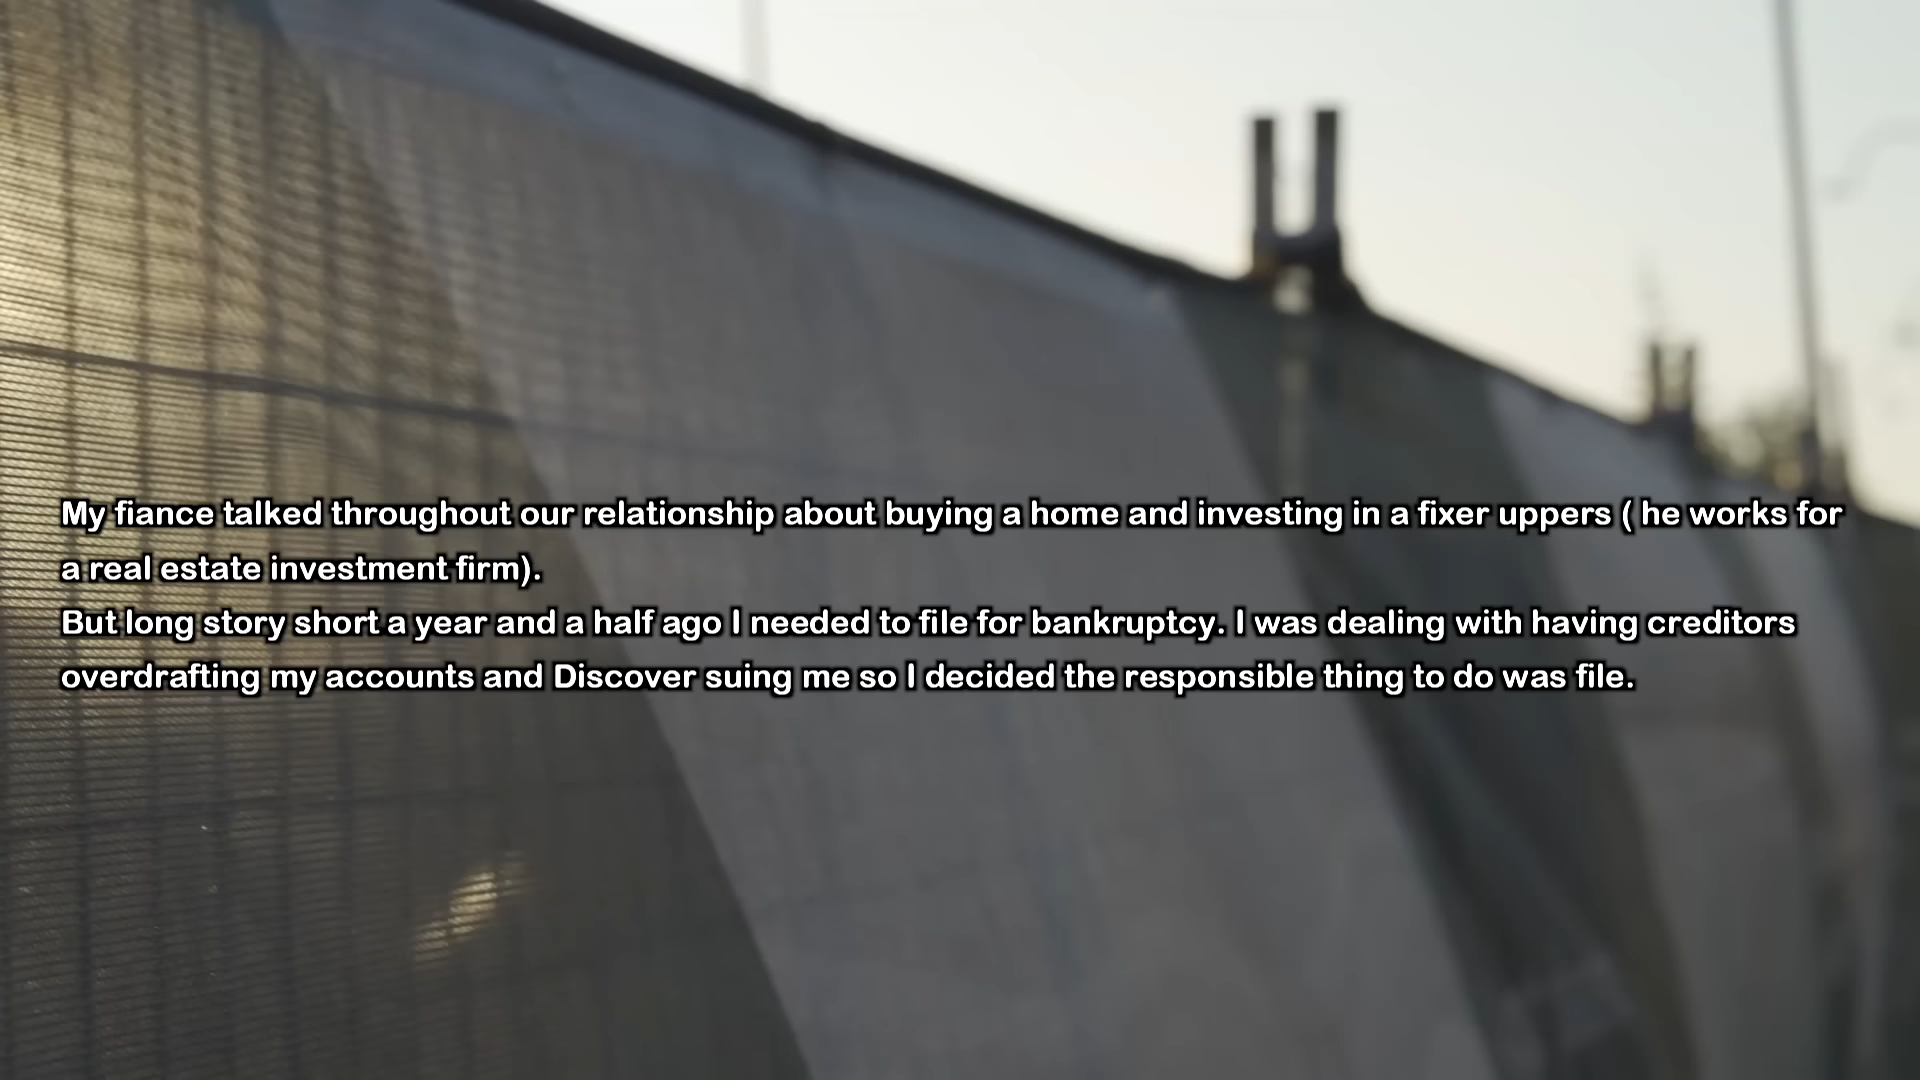 My fiance talked throughout our relationship about buying a home and investing in a fixer uppers ( he works for
a real estate investment firm).
But long story short a year and a half ago I needed to file for bankruptcy. I was dealing with having creditors
overdrafting my accounts and Discover suing me so I decided the responsible thing to do was file.